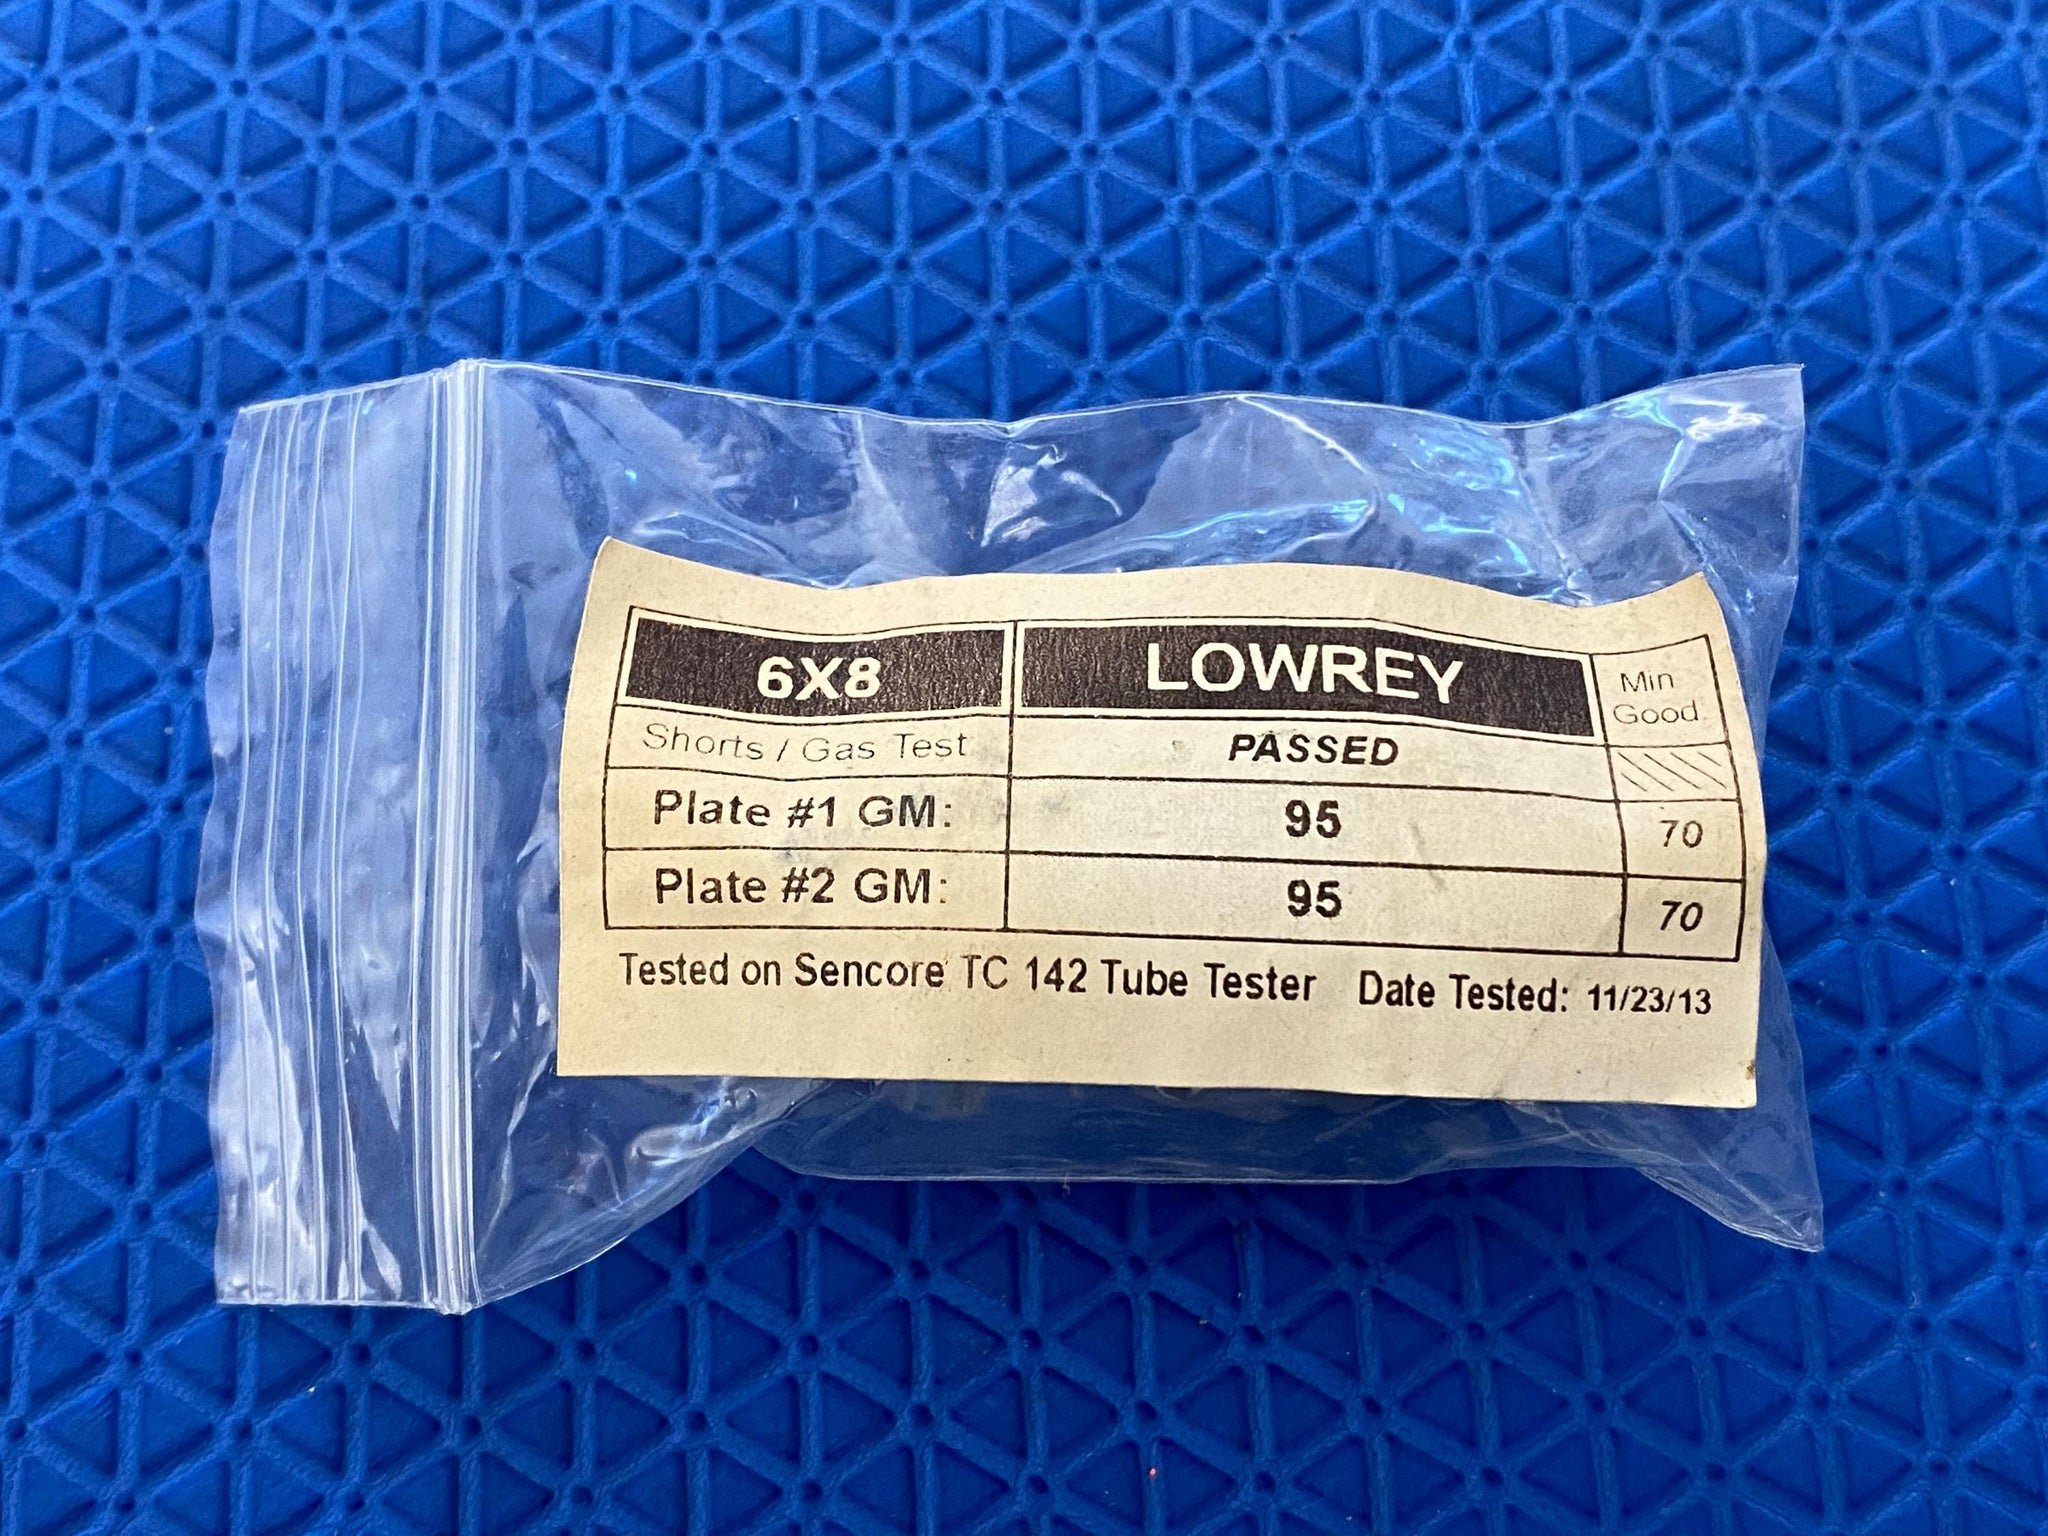 6X8 LOWREY Min
Good.
Shorts / Gas Test PASSED
Plate #1 GM: 95 70
Plate #2 GM: 95 70
Tested on Sencore TC 142 Tube Tester Date Tested: 11/23/13